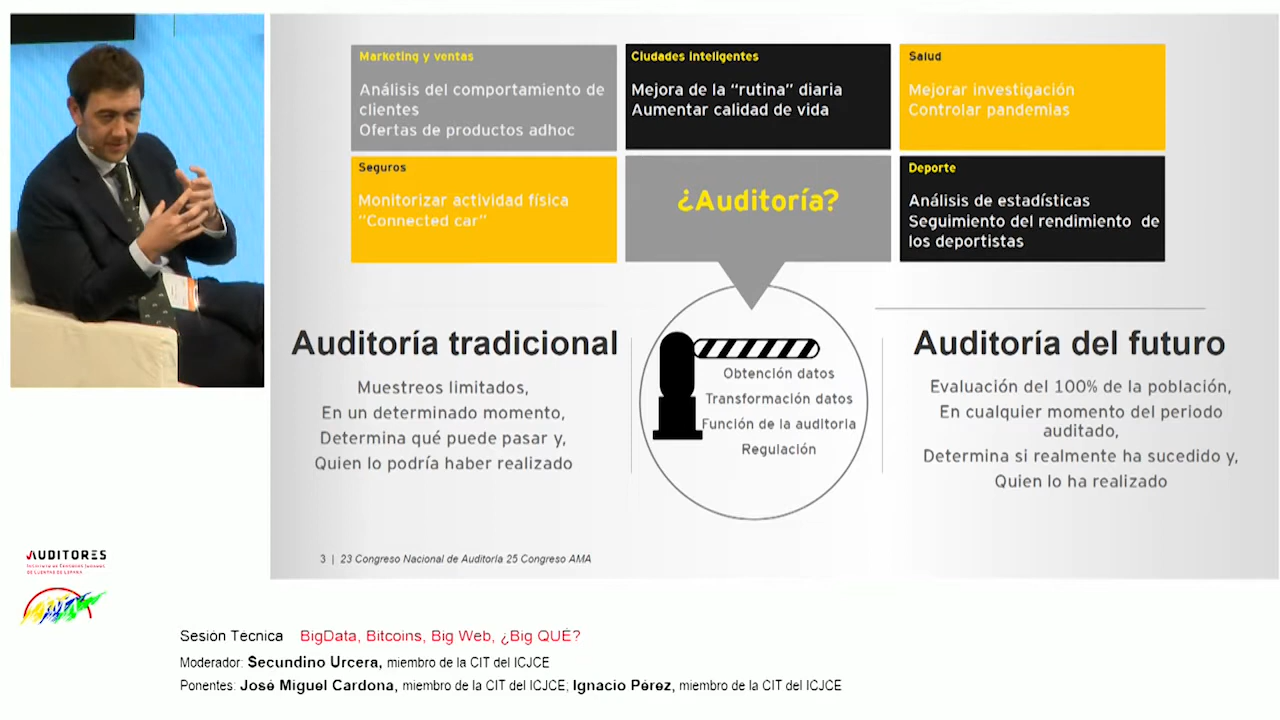 Marketing y ventas
Análisis del comportamiento de
clientes
Ofertas de productos adhoc
Ciudades inteligentes
Mejora de la “rutina” diaria
Aumentar calidad de vida
Salud
Mejorar investigación
Controlar pandemias
Seguros
Monitorizar actividad física
“Connected car”
¿Auditoría?
Deporte
Análisis de estadísticas
Seguimiento del rendimiento de
los deportistas
Auditoría tradicional
Muestreos limitados,
En un determinado momento,
Determina qué puede pasar y,
Quien lo podría haber realizado
Obtención datos
Transformación datos
Función de la auditoria
Regulación
Auditoría del futuro
Evaluación del 100% de la población,
En cualquier momento del periodo
auditado,
Determina si realmente ha sucedido y,
Quien lo ha realizado
3 | 23 Congreso Nacional de Auditoría 25 Congreso AMA
AUDITORES
Sesión Técnica BigData, Bitcoins, Big Web, ¿Big QUÉ?
Moderador: Secundino Urcera, miembro de la CIT del ICJCE
Ponentes: José Miguel Cardona, miembro de la CIT del ICJCE; Ignacio Pérez, miembro de la CIT del ICJCE